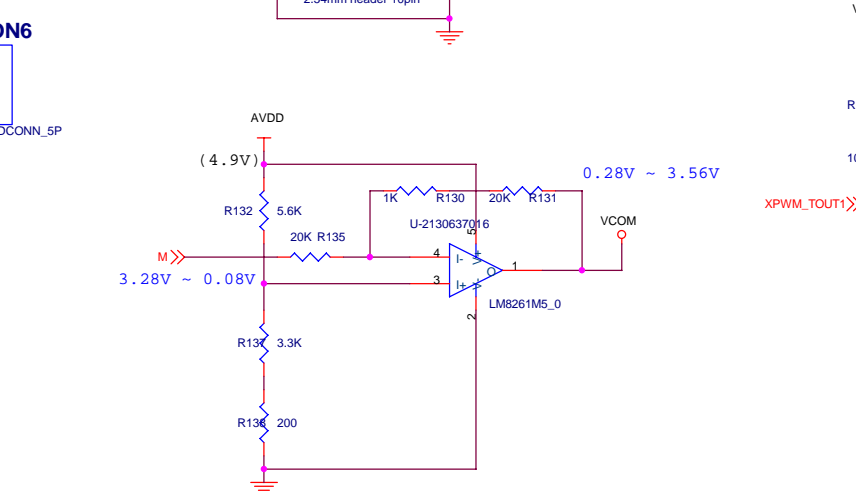 2.54mm header 10pin
ON6
OCONN_5P
AVDD
(4.9V)
R132 5.6K
1K R130 20K R131
0.28V ~ 3.56V
U-2130637016
20K R135
VCOM
XPWM_TOUT1
M
3.28V ~ 0.08V
5
4 I- V+
O 1
3 I+ V-
LM8261M5_0
2
R137 3.3K
R138 200
V
R
10